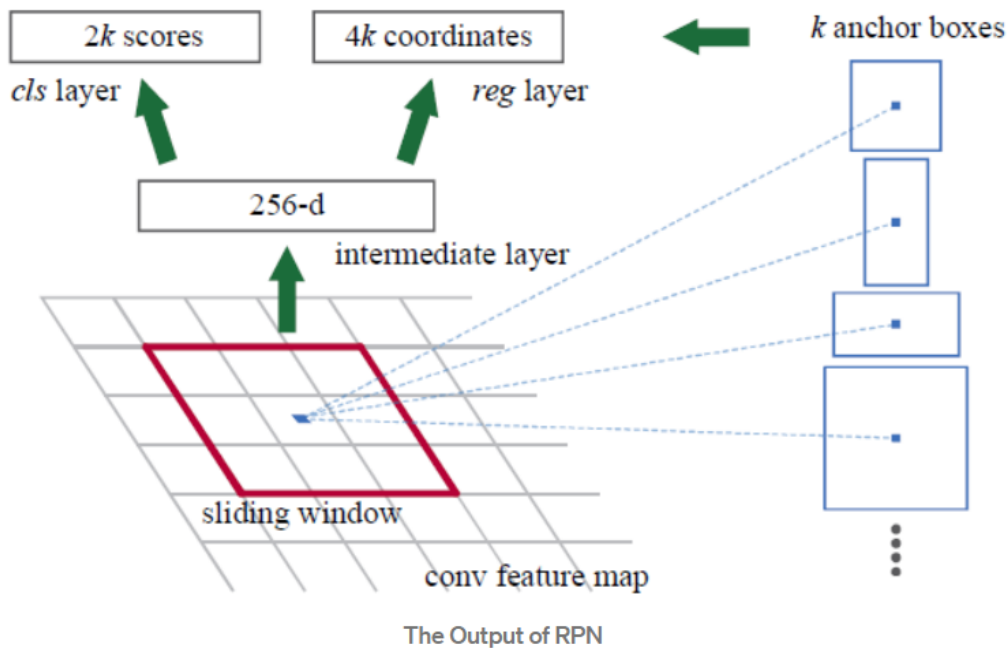 2k scores
4k coordinates
k anchor boxes
cls layer
reg layer
256-d
intermediate layer
sliding window
conv feature map
The Output of RPN